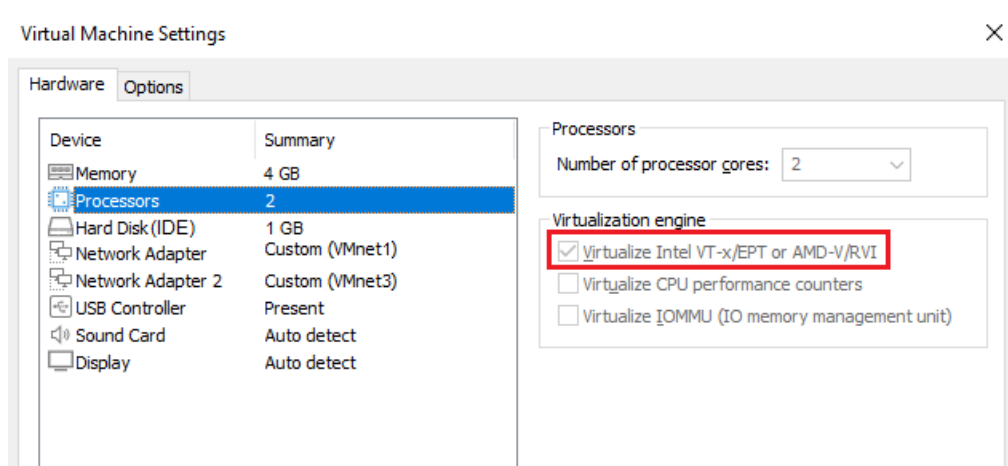 Virtual Machine Settings
Hardware Options
Device Summary
Memory 4 GB
Processors 2
Hard Disk (IDE) 1 GB
Network Adapter Custom (VMnet1)
Network Adapter 2 Custom (VMnet3)
USB Controller Present
Sound Card Auto detect
Display Auto detect
Processors
Number of processor cores: 2
Virtualization engine
Virtualize Intel VT-x/EPT or AMD-V/RVI
Virtualize CPU performance counters
Virtualize IOMMU (IO memory management unit)